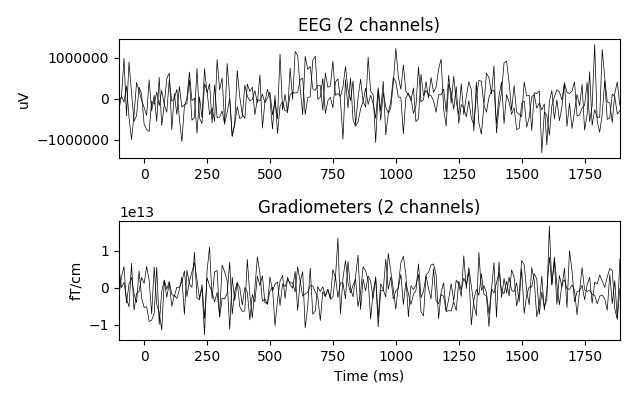 EEG (2 channels)
1000000
0
−1000000
uV
0 250 500 750 1000 1250 1500 1750
1e13
Gradiometers (2 channels)
1
0
−1
fT/cm
0 250 500 750 1000 1250 1500 1750
Time (ms)